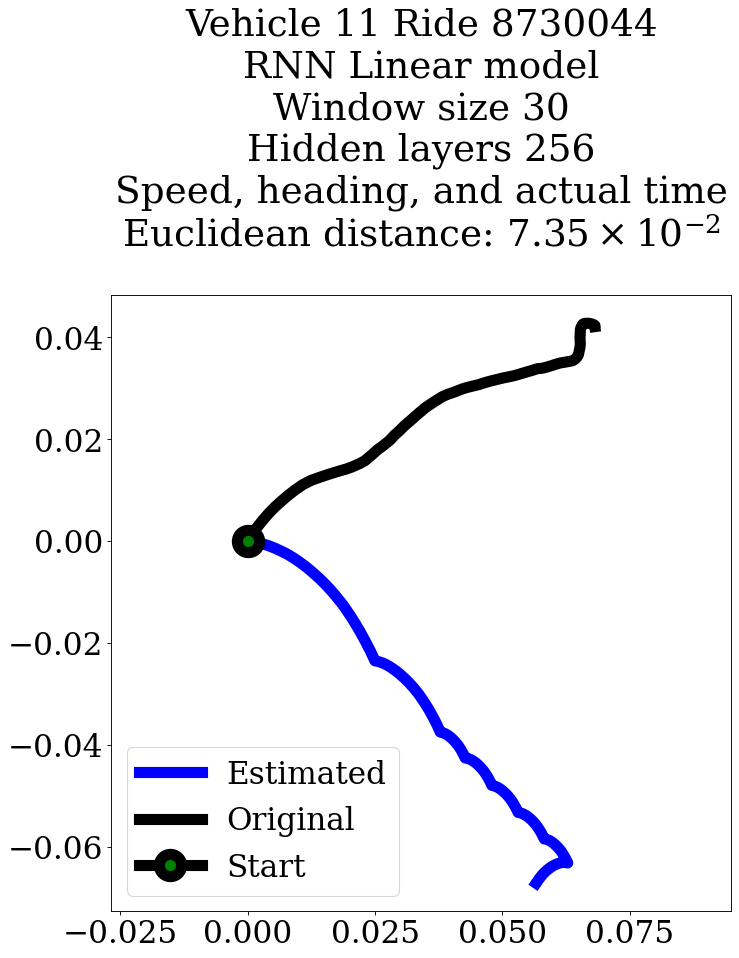 Vehicle 11 Ride 8730044
RNN Linear model
Window size 30
Hidden layers 256
Speed, heading, and actual time
Euclidean distance: 7.35 × 10⁻²
0.04
0.02
0.00
−0.02
−0.04
−0.06
Estimated
Original
Start
−0.025 0.000 0.025 0.050 0.075